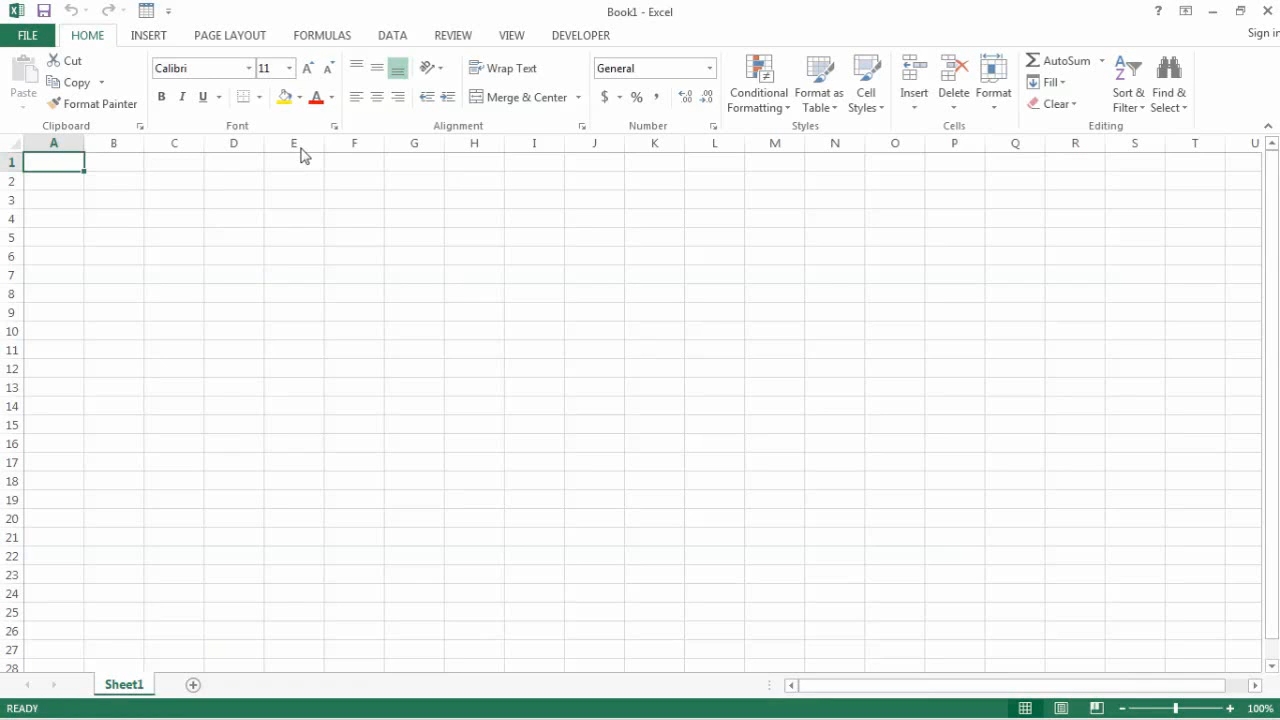 Book1 - Excel
?
FILE HOME INSERT PAGE LAYOUT FORMULAS DATA REVIEW VIEW DEVELOPER
Paste
Cut
Copy
Format Painter
Clipboard
Calibri 11
B I U
Font
Wrap Text
Merge & Center
Alignment
General
$ % ,
Number
Conditional Formatting
Format as Table
Cell Styles
Styles
Insert
Delete
Format
Cells
AutoSum
Fill
Clear
Sort & Filter
Find & Select
Editing
A B C D E F G H I J K L M N O P Q R S T U
1
2
3
4
5
6
7
8
9
10
11
12
13
14
15
16
17
18
19
20
21
22
23
24
25
26
27
28
Sheet1
READY
100%